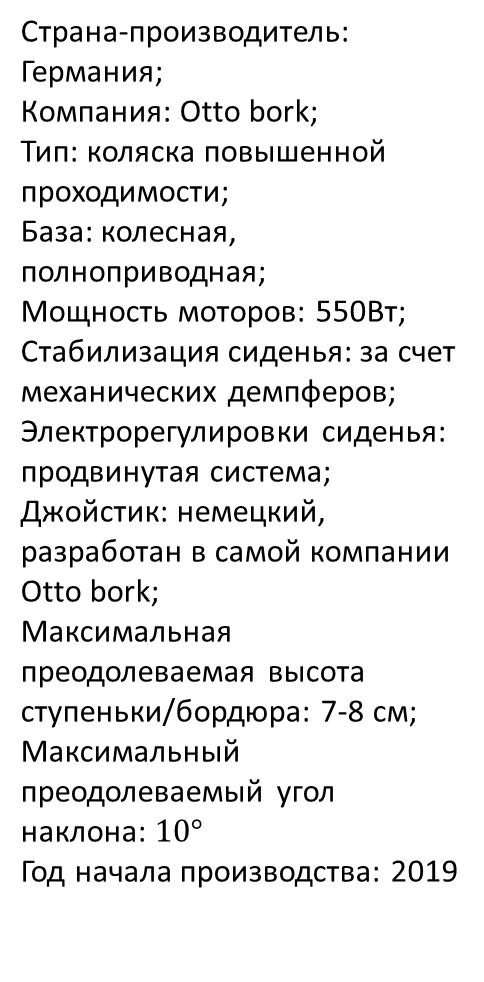 Страна-производитель:
Германия;
Компания: Otto bork;
Тип: коляска повышенной
проходимости;
База: колесная,
полноприводная;
Мощность моторов: 550Вт;
Стабилизация сиденья: за счет
механических демпферов;
Электрорегулировки сиденья:
продвинутая система;
Джойстик: немецкий,
разработан в самой компании
Otto bork;
Максимальная
преодолеваемая высота
ступеньки/бордюра: 7-8 см;
Максимальный
преодолеваемый угол
наклона: 10°
Год начала производства: 2019